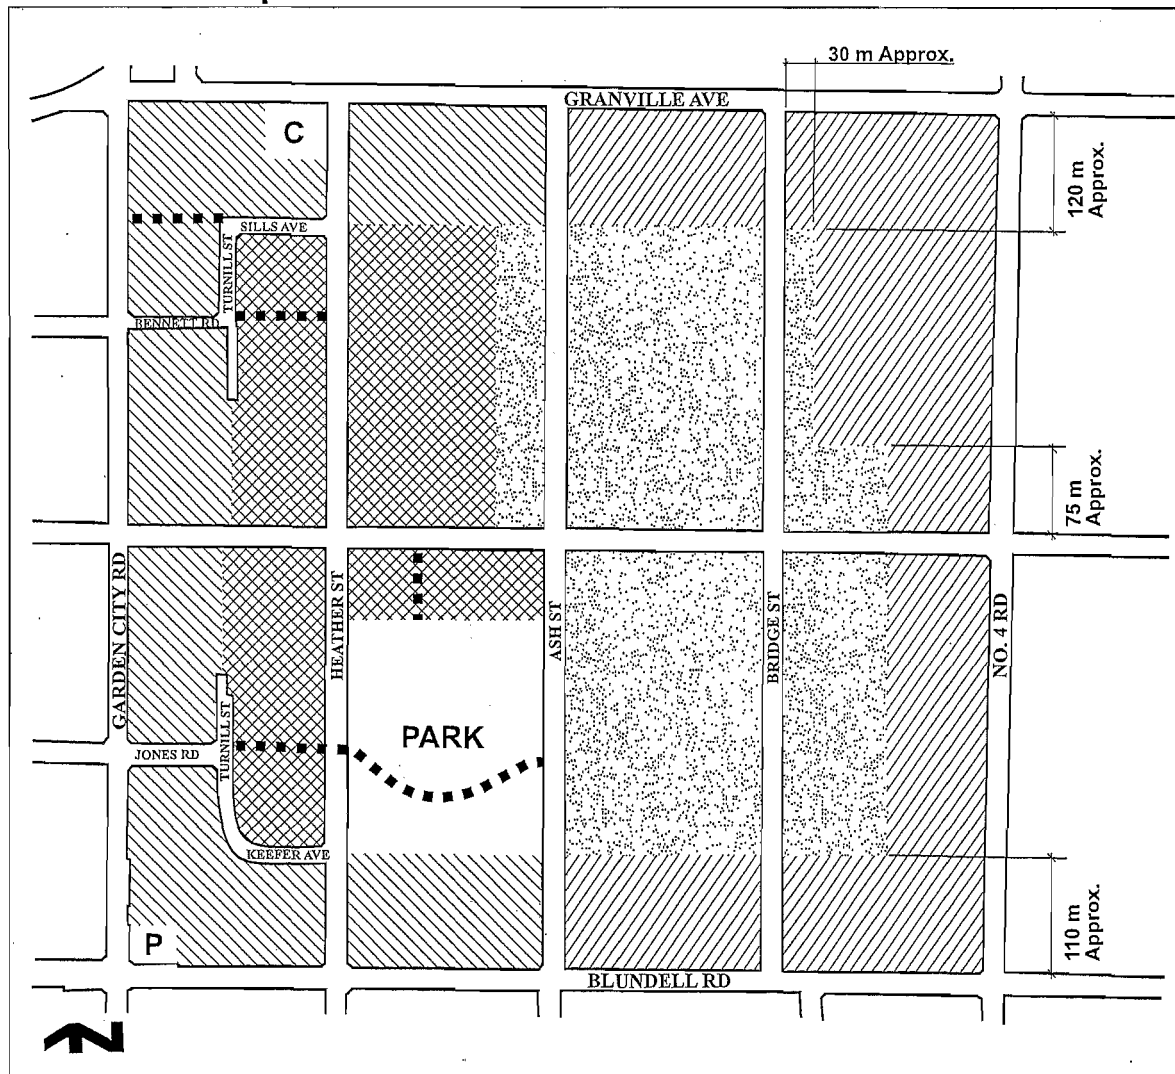 30 m Approx.
GRANVILLE AVE
C
120 m
Approx.
SILLS AVE
TURNILL ST
BENNETT RD
75 m
Approx.
GARDEN CITY RD
HEATHER ST
ASH ST
BRIDGE ST
NO. 4 RD
TURNILL ST
PARK
JONES RD
KEEFER AVE
110 m
Approx.
P
BLUNDELL RD
N